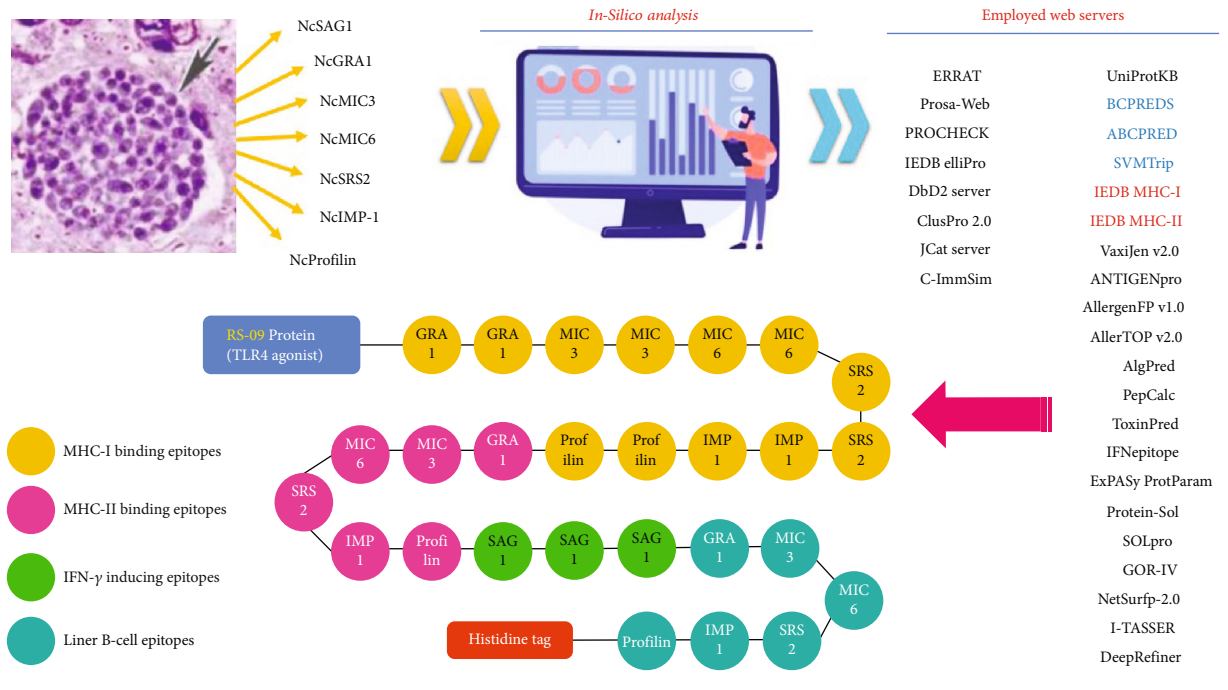 NcSAG1
NcGRA1
NcMIC3
NcMIC6
NcSRS2
NcIMP-1
NcProfilin
In-Silico analysis
Employed web servers
ERRAT
Prosa-Web
PROCHECK
IEDB elliPro
DbD2 server
ClusPro 2.0
JCat server
C-ImmSim
UniProtKB
BCPREDS
ABCPRED
SVMTrip
IEDB MHC-I
IEDB MHC-II
VaxiJen v2.0
ANTIGENpro
AllergenFP v1.0
AllerTOP v2.0
AlgPred
PepCalc
ToxinPred
IFNepitope
ExPASy ProtParam
Protein-Sol
SOLpro
GOR-IV
NetSurfp-2.0
I-TASSER
DeepRefiner
RS-09 Protein
(TLR4 agonist)
GRA
1
GRA
1
MIC
3
MIC
3
MIC
6
MIC
6
SRS
2
SRS
2
IMP
1
IMP
1
Prof
ilin
Prof
ilin
GRA
1
MIC
3
MIC
6
SRS
2
IMP
1
Profi
lin
SAG
1
SAG
1
SAG
1
GRA
1
MIC
3
MIC
6
SRS
2
IMP
1
Profilin
Histidine tag
MHC-I binding epitopes
MHC-II binding epitopes
IFN-γ inducing epitopes
Liner B-cell epitopes